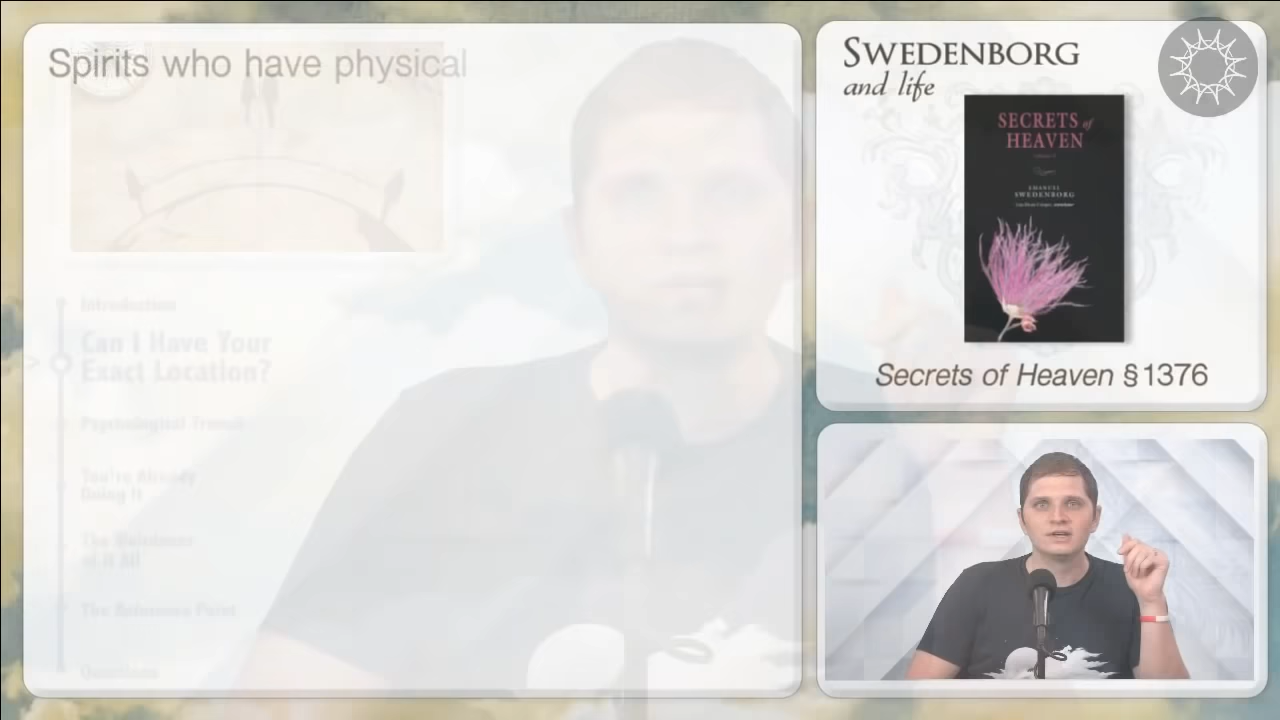 Spirits who have physical
Introduction
Can I Have Your
Exact Location?
Psychological Transit
You're Already
Doing It
The Weirdness
of It All
The Reference Point
Questions
SWEDENBORG
and life
SECRETS of
HEAVEN
EMANUEL
SWEDENBORG
Secrets of Heaven §1376